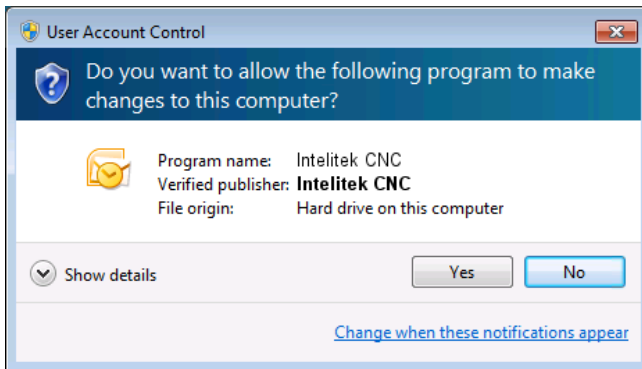 User Account Control
Do you want to allow the following program to make
changes to this computer?
Program name: Intelitek CNC
Verified publisher: Intelitek CNC
File origin: Hard drive on this computer
Show details
Yes No
Change when these notifications appear